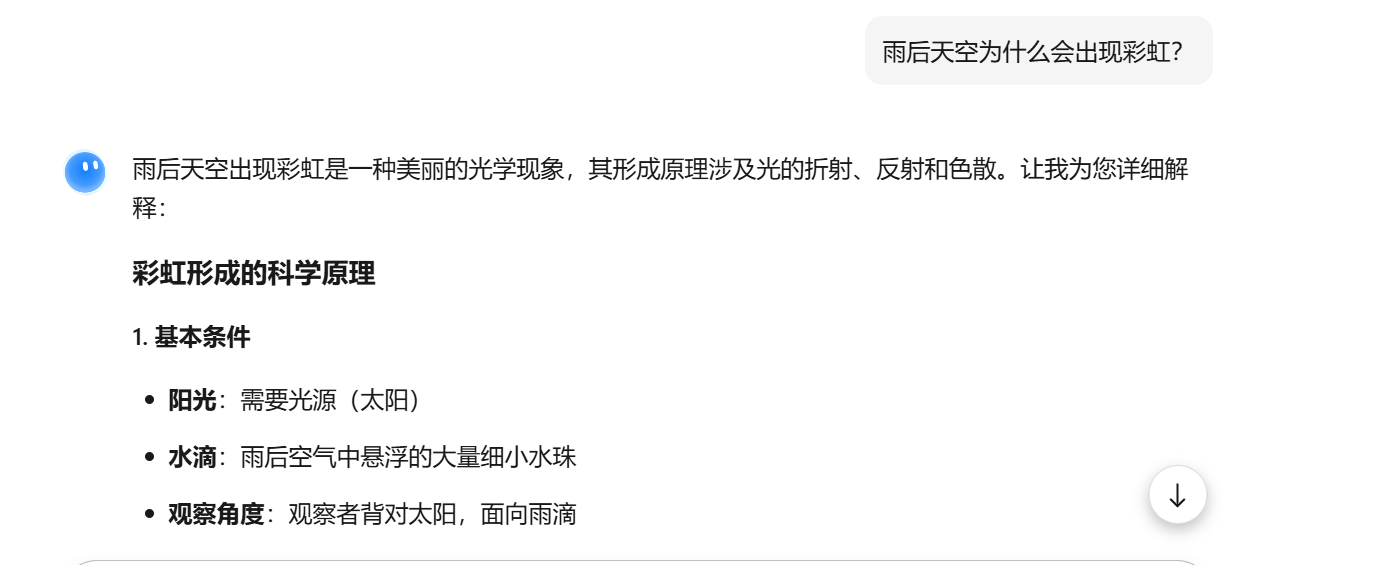 雨后天空为什么会出现彩虹？
雨后天空出现彩虹是一种美丽的光学现象，其形成原理涉及光的折射、反射和色散。让我为您详细解
释：
彩虹形成的科学原理
1. 基本条件
• 阳光：需要光源（太阳）
• 水滴：雨后空气中悬浮的大量细小水珠
• 观察角度：观察者背对太阳，面向雨滴